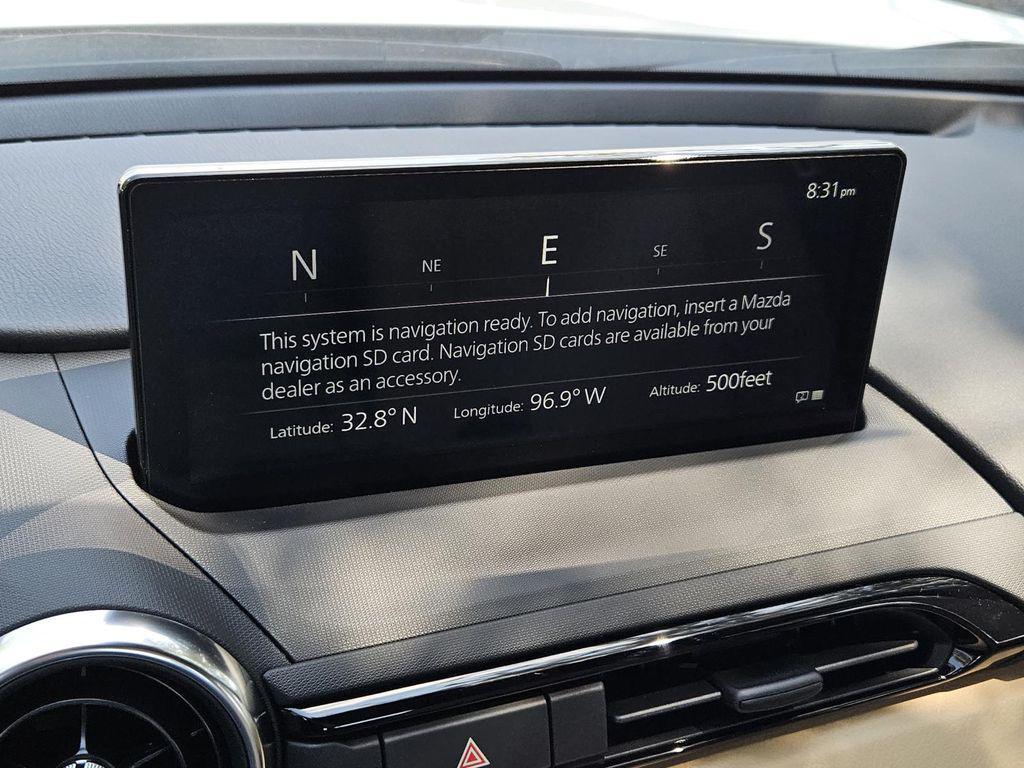 8:31pm
N NE E SE S
This system is navigation ready. To add navigation, insert a Mazda
navigation SD card. Navigation SD cards are available from your
dealer as an accessory.
Latitude: 32.8° N Longitude: 96.9° W Altitude: 500feet